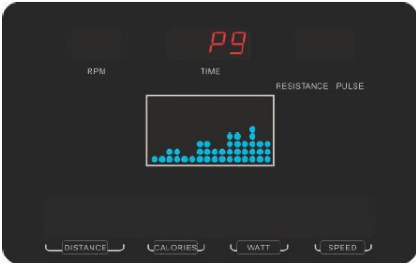 P9
RPM
TIME
RESISTANCE PULSE
DISTANCE
CALORIES
WATT
SPEED